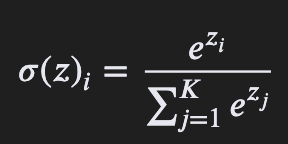 σ(z)ᵢ = e^{zᵢ} / ∑_{j=1}^{K} e^{zⱼ}